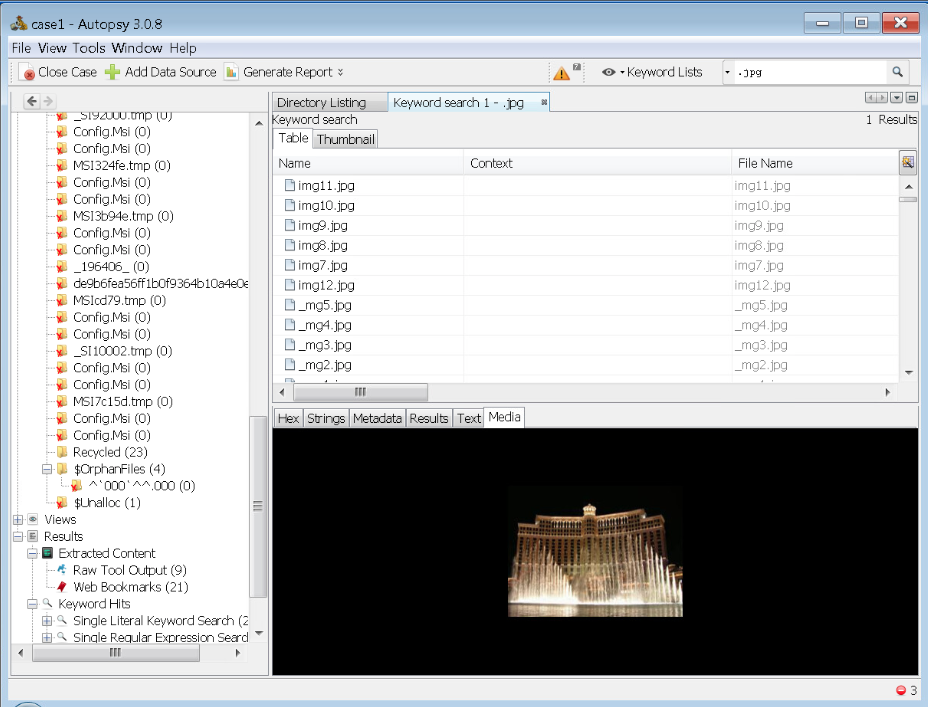 case1 - Autopsy 3.0.8
File View Tools Window Help
Close Case Add Data Source Generate Report Keyword Lists .jpg
Directory Listing Keyword search 1 - .jpg
Keyword search 1 Results
Table Thumbnail
Name Context File Name
img11.jpg img11.jpg
img10.jpg img10.jpg
img9.jpg img9.jpg
img8.jpg img8.jpg
img7.jpg img7.jpg
img12.jpg img12.jpg
_mg5.jpg _mg5.jpg
_mg4.jpg _mg4.jpg
_mg3.jpg _mg3.jpg
_mg2.jpg _mg2.jpg
Hex Strings Metadata Results Text Media
_SI92000.tmp (0)
Config.Msi (0)
Config.Msi (0)
MSI324fe.tmp (0)
Config.Msi (0)
Config.Msi (0)
MSI3b94e.tmp (0)
Config.Msi (0)
Config.Msi (0)
_196406_ (0)
de9b6fea56ff1b0f9364b10a4e0e
MSIcd79.tmp (0)
Config.Msi (0)
Config.Msi (0)
_SI10002.tmp (0)
Config.Msi (0)
Config.Msi (0)
MSI7c15d.tmp (0)
Config.Msi (0)
Config.Msi (0)
Recycled (23)
$OrphanFiles (4)
^`000`^^.000 (0)
$Unalloc (1)
Views
Results
Extracted Content
Raw Tool Output (9)
Web Bookmarks (21)
Keyword Hits
Single Literal Keyword Search (2
Single Regular Expression Searc
3